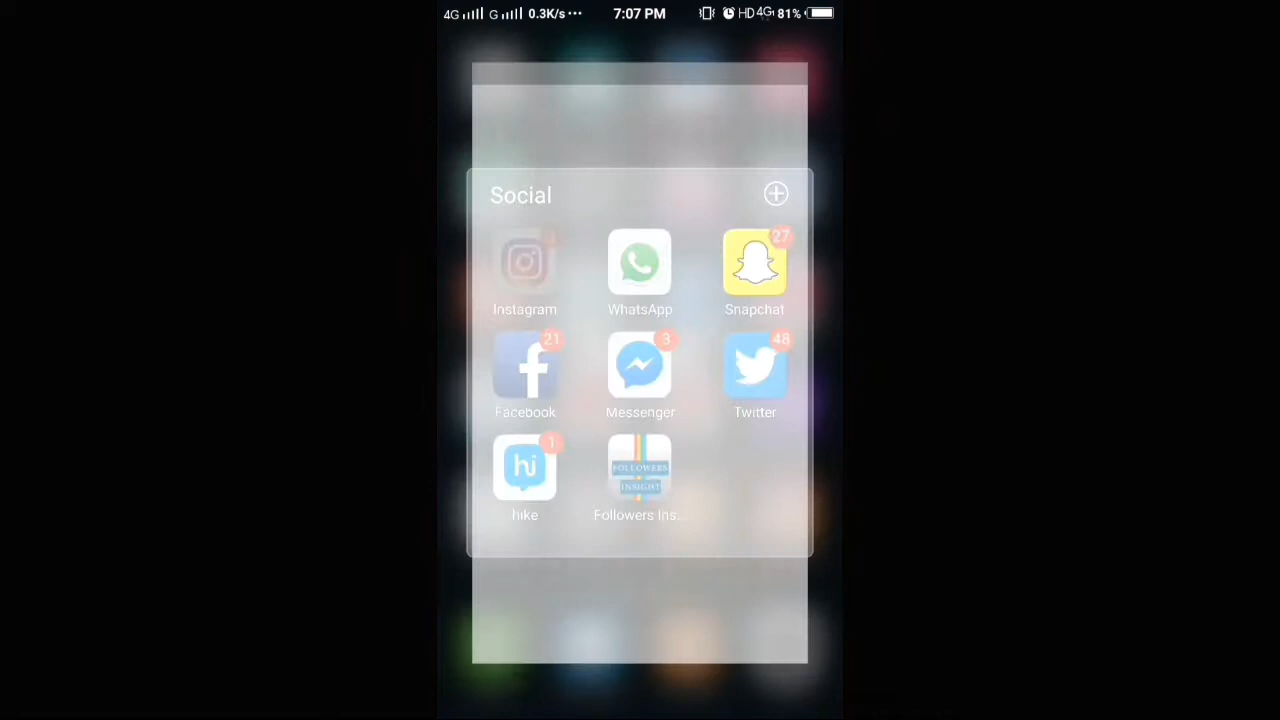 4G G 0.3K/s ··· 7:07 PM HD 4G 81%
Social
27
Instagram WhatsApp Snapchat
21 3 48
Facebook Messenger Twitter
1
hi FOLLOWERS
INSIGHT
hike Followers Ins...